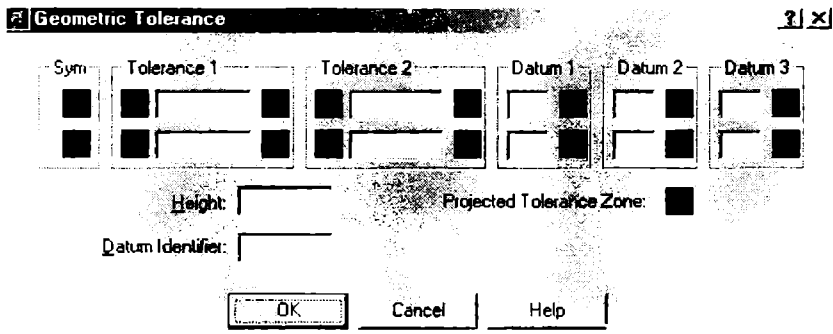 Geometric Tolerance
Sym Tolerance 1 Tolerance 2 Datum 1 Datum 2 Datum 3
Height: Projected Tolerance Zone:
Datum Identifier:
OK Cancel Help